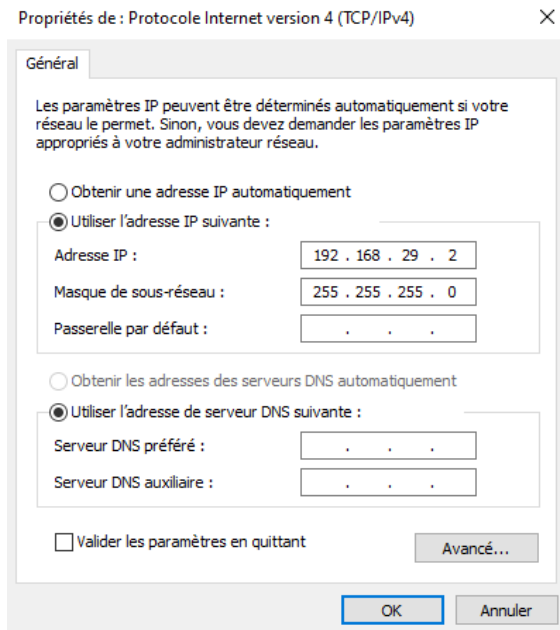 Propriétés de : Protocole Internet version 4 (TCP/IPv4)
Général
Les paramètres IP peuvent être déterminés automatiquement si votre
réseau le permet. Sinon, vous devez demander les paramètres IP
appropriés à votre administrateur réseau.
Obtenir une adresse IP automatiquement
Utiliser l'adresse IP suivante :
Adresse IP : 192 . 168 . 29 . 2
Masque de sous-réseau : 255 . 255 . 255 . 0
Passerelle par défaut : . . .
Obtenir les adresses des serveurs DNS automatiquement
Utiliser l'adresse de serveur DNS suivante :
Serveur DNS préféré : . . .
Serveur DNS auxiliaire : . . .
Valider les paramètres en quittant
Avancé...
OK Annuler